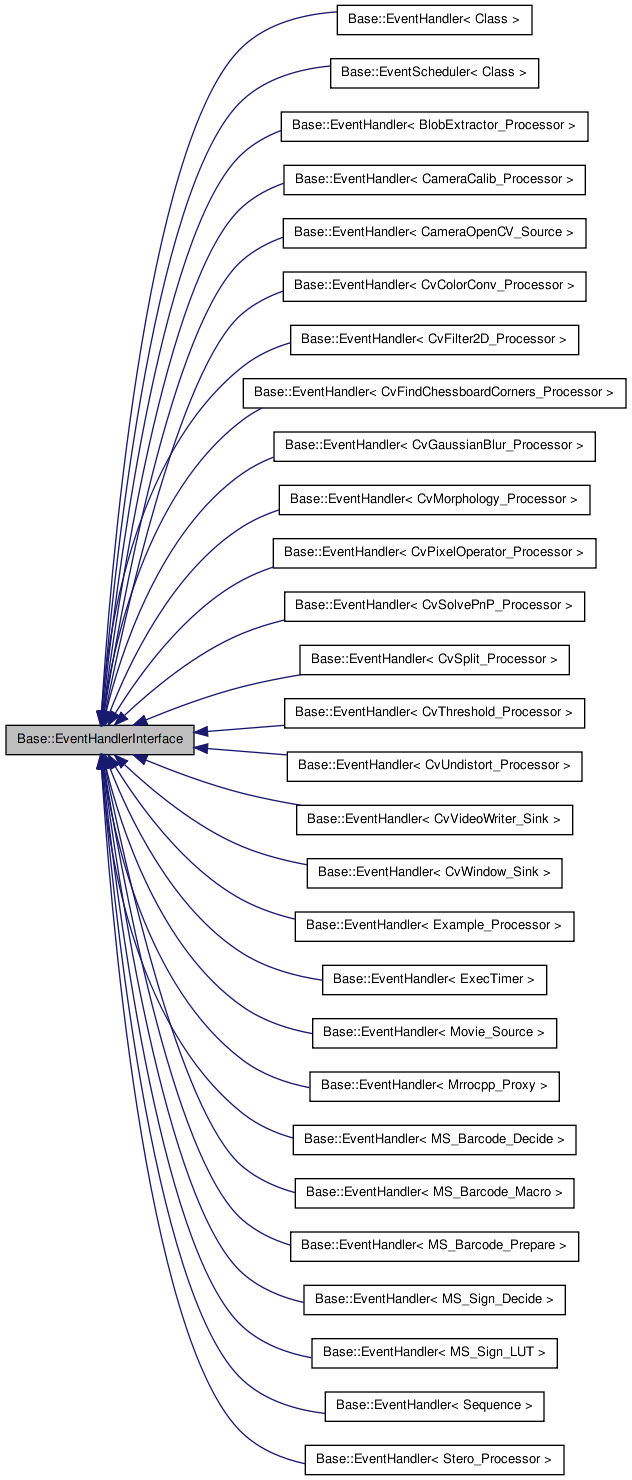 Base::EventHandler< Class >
Base::EventScheduler< Class >
Base::EventHandler< BlobExtractor_Processor >
Base::EventHandler< CameraCalib_Processor >
Base::EventHandler< CameraOpenCV_Source >
Base::EventHandler< CvColorConv_Processor >
Base::EventHandler< CvFilter2D_Processor >
Base::EventHandler< CvFindChessboardCorners_Processor >
Base::EventHandler< CvGaussianBlur_Processor >
Base::EventHandler< CvMorphology_Processor >
Base::EventHandler< CvPixelOperator_Processor >
Base::EventHandler< CvSolvePnP_Processor >
Base::EventHandler< CvSplit_Processor >
Base::EventHandler< CvThreshold_Processor >
Base::EventHandlerInterface
Base::EventHandler< CvUndistort_Processor >
Base::EventHandler< CvVideoWriter_Sink >
Base::EventHandler< CvWindow_Sink >
Base::EventHandler< Example_Processor >
Base::EventHandler< ExecTimer >
Base::EventHandler< Movie_Source >
Base::EventHandler< Mrrocpp_Proxy >
Base::EventHandler< MS_Barcode_Decide >
Base::EventHandler< MS_Barcode_Macro >
Base::EventHandler< MS_Barcode_Prepare >
Base::EventHandler< MS_Sign_Decide >
Base::EventHandler< MS_Sign_LUT >
Base::EventHandler< Sequence >
Base::EventHandler< Stero_Processor >